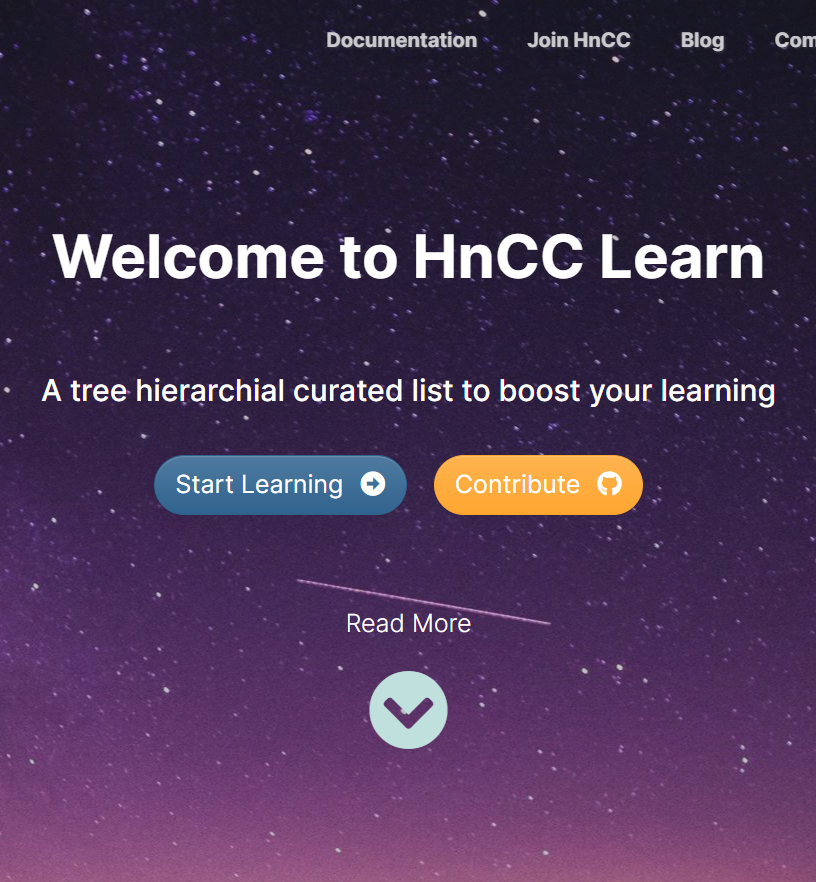 Documentation Join HnCC Blog Com
Welcome to HnCC Learn
A tree hierarchial curated list to boost your learning
Start Learning Contribute
Read More